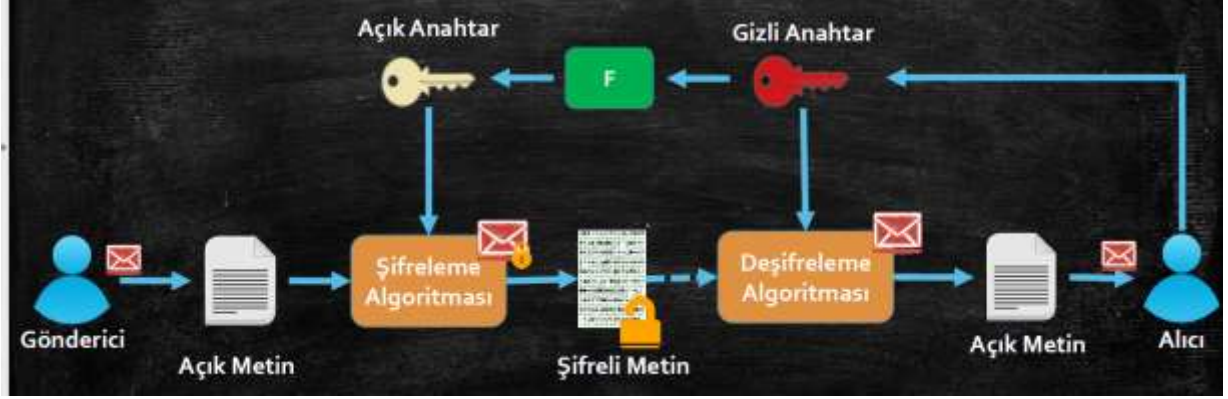 Açık Anahtar
F
Gizli Anahtar
Şifreleme
Algoritması
Deşifreleme
Algoritması
Gönderici
Açık Metin
Şifreli Metin
Açık Metin
Alıcı